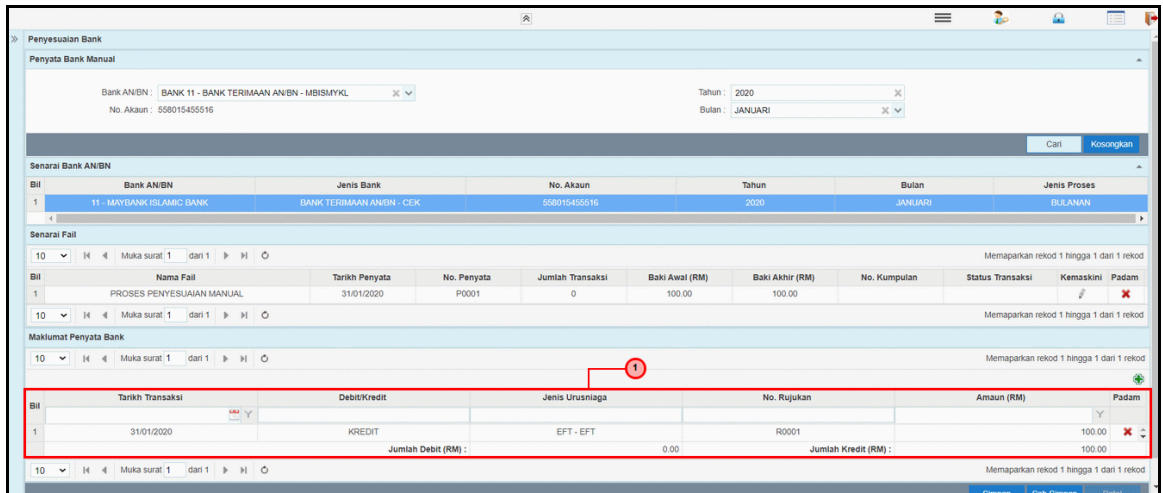 Penyesuaian Bank
Penyata Bank Manual
Bank AN/BN : BANK 11 - BANK TERIMAAN AN/BN - MBISMYKL Tahun : 2020
No. Akaun : 558015455516 Bulan : JANUARI
Cari Kosongkan
Senarai Bank AN/BN
Bil Bank AN/BN Jenis Bank No. Akaun Tahun Bulan Jenis Proses
1 11 - MAYBANK ISLAMIC BANK BANK TERIMAAN AN/BN - CEK 558015455516 2020 JANUARI BULANAN
Senarai Fail
10 Muka surat 1 dari 1 Memaparkan rekod 1 hingga 1 dari 1 rekod
Bil Nama Fail Tarikh Penyata No. Penyata Jumlah Transaksi Baki Awal (RM) Baki Akhir (RM) No. Kumpulan Status Transaksi Kemaskini Padam
1 PROSES PENYESUAIAN MANUAL 31/01/2020 P0001 0 100.00 100.00
10 Muka surat 1 dari 1 Memaparkan rekod 1 hingga 1 dari 1 rekod
Maklumat Penyata Bank
10 Muka surat 1 dari 1 Memaparkan rekod 1 hingga 1 dari 1 rekod
1
Bil Tarikh Transaksi Debit/Kredit Jenis Urusniaga No. Rujukan Amaun (RM) Padam
1 31/01/2020 KREDIT EFT - EFT R0001 100.00
Jumlah Debit (RM) : 0.00 Jumlah Kredit (RM) : 100.00
10 Muka surat 1 dari 1 Memaparkan rekod 1 hingga 1 dari 1 rekod